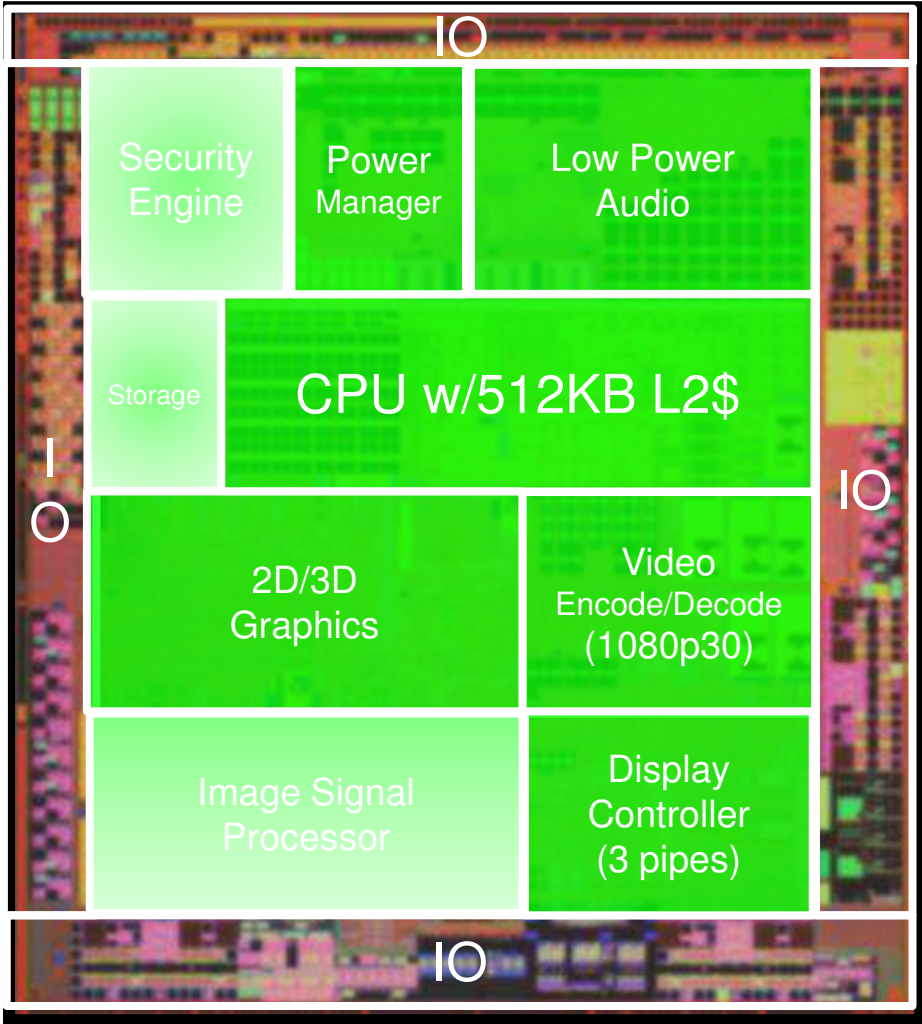 IO
Security
Engine
Power
Manager
Low Power
Audio
Storage
CPU w/512KB L2$
I
O
IO
2D/3D
Graphics
Video
Encode/Decode
(1080p30)
Image Signal
Processor
Display
Controller
(3 pipes)
IO